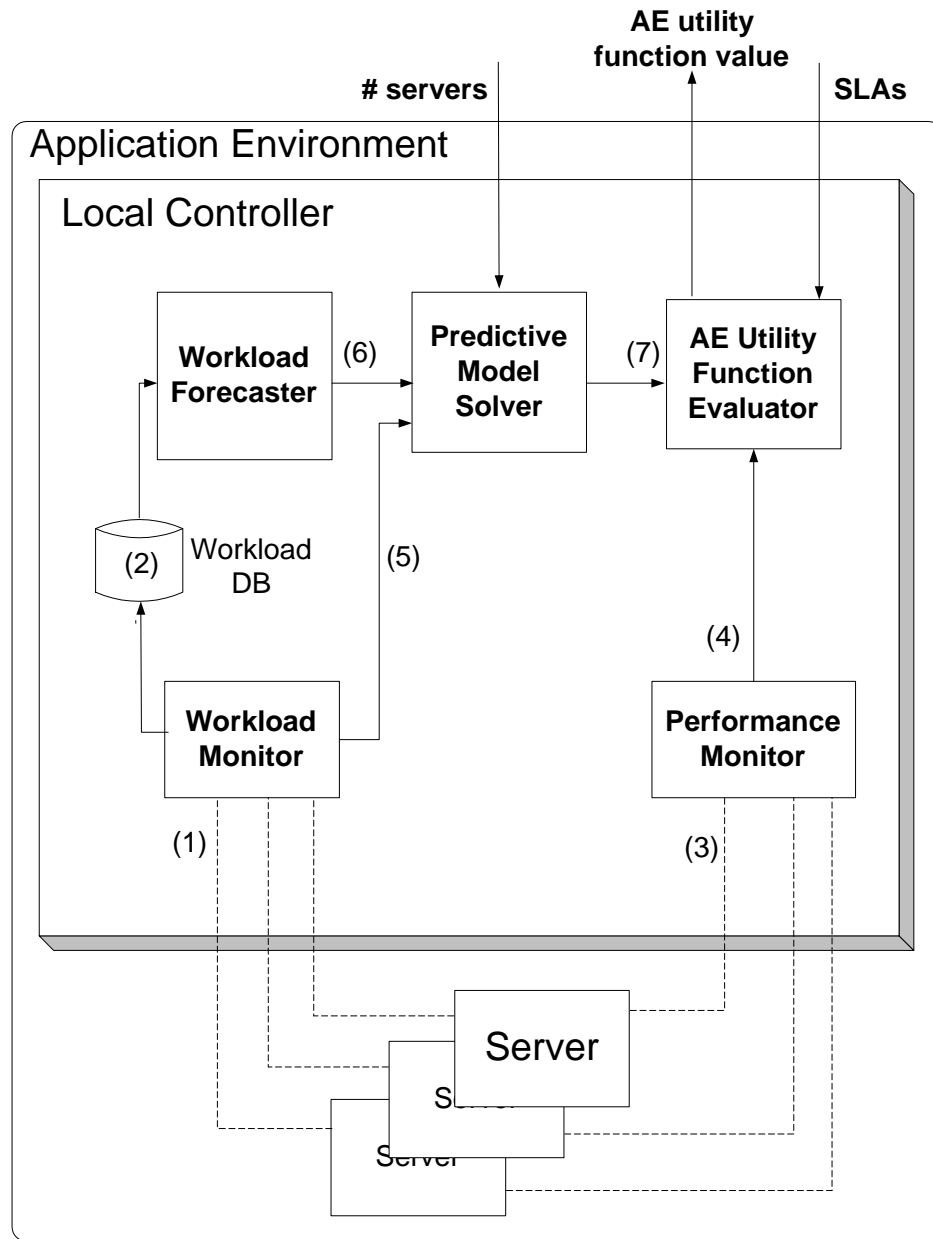 AE utility
function value
# servers
SLAs
Application Environment
Local Controller
Workload
Forecaster
(6)
Predictive
Model
Solver
(7)
AE Utility
Function
Evaluator
(2)
Workload
DB
(5)
(4)
Workload
Monitor
Performance
Monitor
(1)
(3)
Server
Server
Server